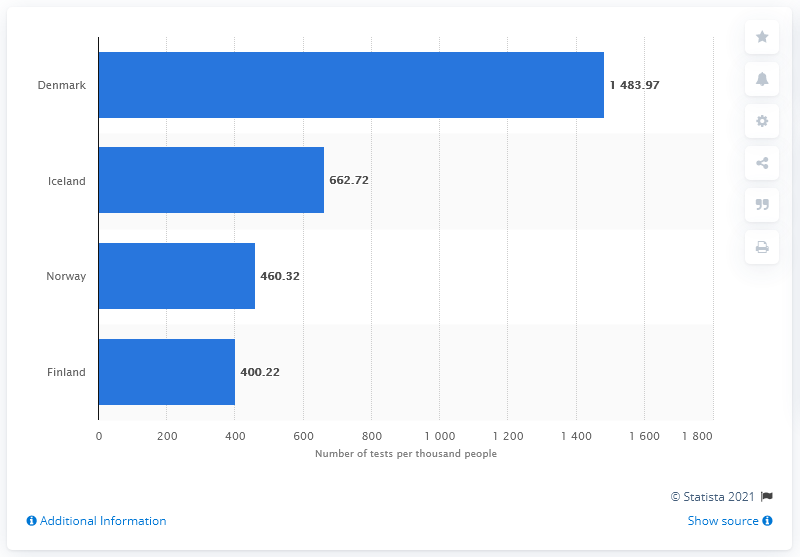 Denmark 1 483.97
Iceland 662.72
Norway 460.32
Finland 400.22
0 200 400 600 800 1 000 1 200 1 400 1 600 1 800
Number of tests per thousand people
© Statista 2021
Additional Information Show source